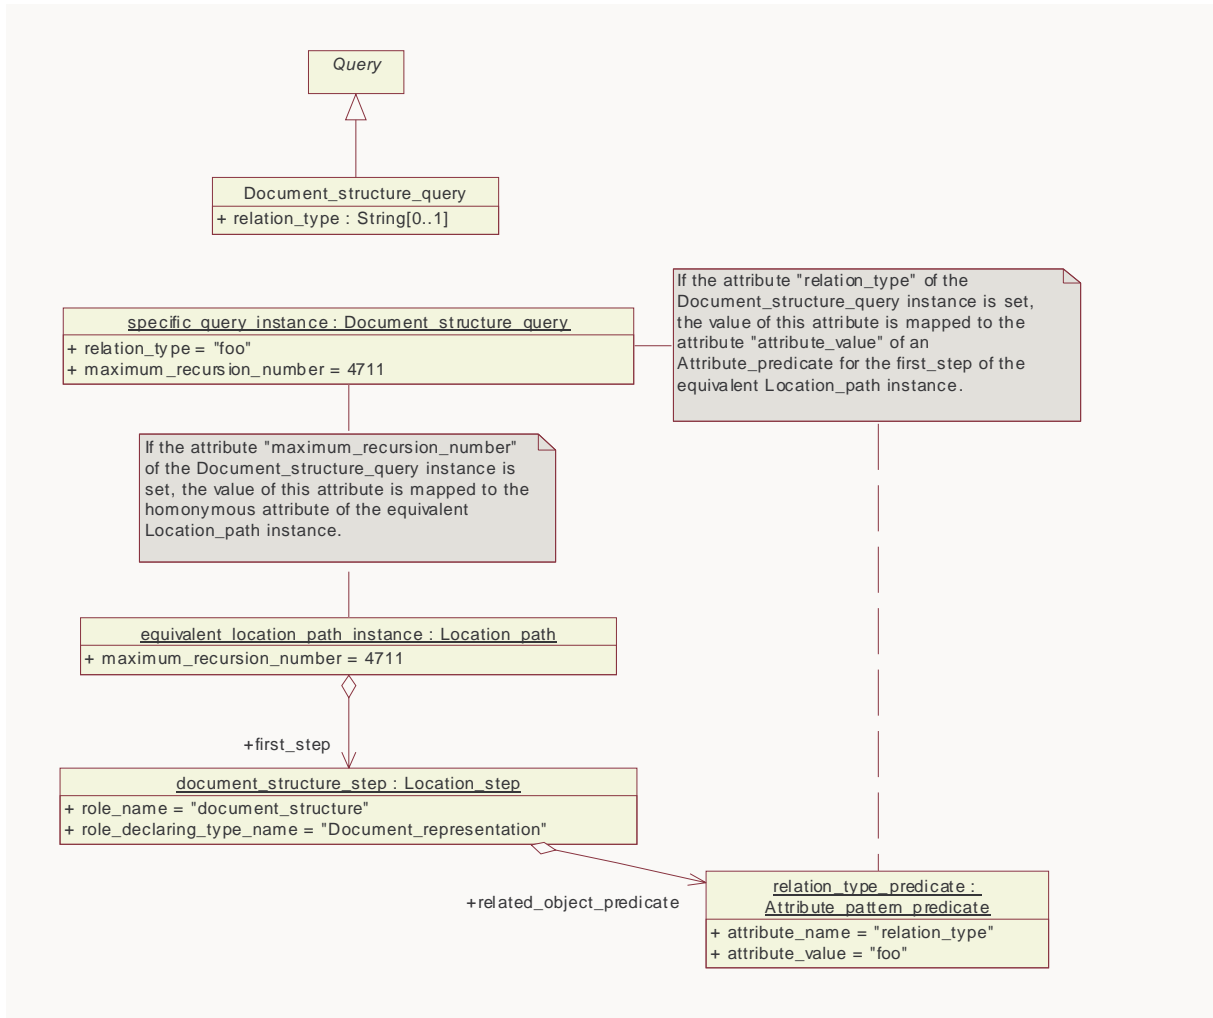 Query
Document_structure_query
+ relation_type : String[0..1]
If the attribute "relation_type" of the
Document_structure_query instance is set,
the value of this attribute is mapped to the
attribute "attribute_value" of an
Attribute_predicate for the first_step of the
equivalent Location_path instance.
specific_query_instance : Document_structure_query
+ relation_type = "foo"
+ maximum_recursion_number = 4711
If the attribute "maximum_recursion_number"
of the Document_structure_query instance is
set, the value of this attribute is mapped to the
homonymous attribute of the equivalent
Location_path instance.
equivalent_location_path_instance : Location_path
+ maximum_recursion_number = 4711
+first_step
document_structure_step : Location_step
+ role_name = "document_structure"
+ role_declaring_type_name = "Document_representation"
+related_object_predicate
relation_type_predicate :
Attribute_pattern_predicate
+ attribute_name = "relation_type"
+ attribute_value = "foo"